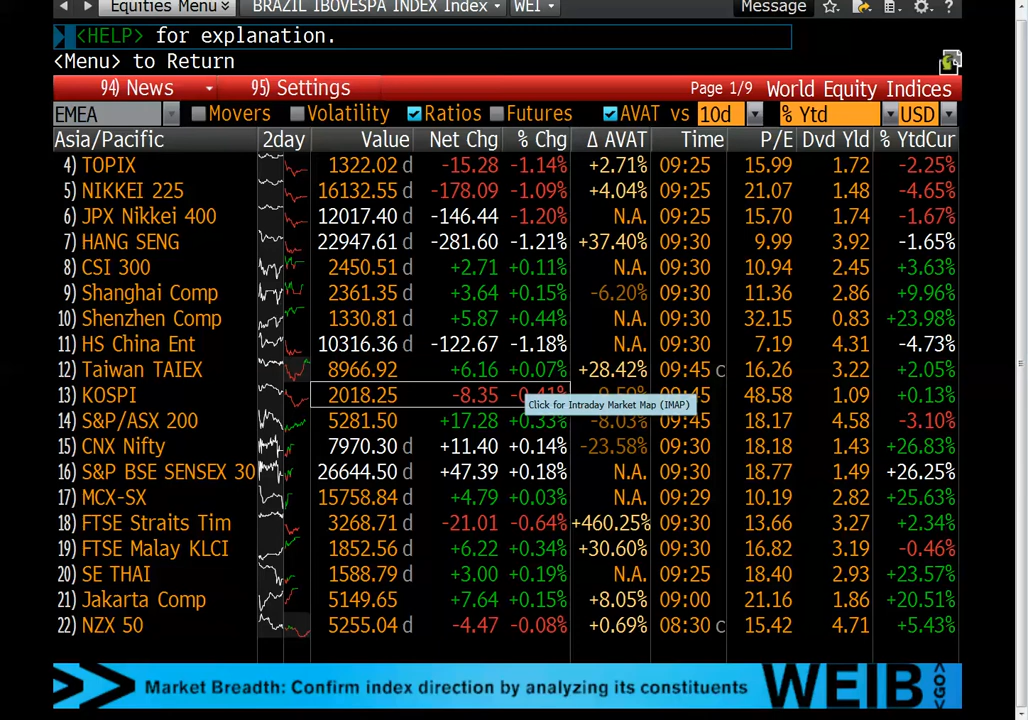 Equities Menu BRAZIL IBOVESPA INDEX Index WEI Message ?
<HELP> for explanation.
<Menu> to Return
94) News 95) Settings Page 1/9 World Equity Indices
EMEA Movers Volatility Ratios Futures AVAT vs 10d % Ytd USD
Asia/Pacific 2day Value Net Chg % Chg Δ AVAT Time P/E Dvd Yld % YtdCur
4) TOPIX 1322.02 d -15.28 -1.14% +2.71% 09:25 15.99 1.72 -2.25%
5) NIKKEI 225 16132.55 d -178.09 -1.09% +4.04% 09:25 21.07 1.48 -4.65%
6) JPX Nikkei 400 12017.40 d -146.44 -1.20% N.A. 09:25 15.70 1.74 -1.67%
7) HANG SENG 22947.61 d -281.60 -1.21% +37.40% 09:30 9.99 3.92 -1.65%
8) CSI 300 2450.51 d +2.71 +0.11% N.A. 09:30 10.94 2.45 +3.63%
9) Shanghai Comp 2361.35 d +3.64 +0.15% -6.20% 09:30 11.36 2.86 +9.96%
10) Shenzhen Comp 1330.81 d +5.87 +0.44% N.A. 09:30 32.15 0.83 +23.98%
11) HS China Ent 10316.36 d -122.67 -1.18% N.A. 09:30 7.19 4.31 -4.73%
12) Taiwan TAIEX 8966.92 +6.16 +0.07% +28.42% 09:45 c 16.26 3.22 +2.05%
13) KOSPI 2018.25 -8.35 48.58 1.09 +0.13%
Click for Intraday Market Map (IMAP)
14) S&P/ASX 200 5281.50 +17.28 +0.33% -8.03% 09:45 18.17 4.58 -3.10%
15) CNX Nifty 7970.30 d +11.40 +0.14% -23.58% 09:30 18.18 1.43 +26.83%
16) S&P BSE SENSEX 30 26644.50 d +47.39 +0.18% N.A. 09:30 18.77 1.49 +26.25%
17) MCX-SX 15758.84 d +4.79 +0.03% N.A. 09:29 10.19 2.82 +25.63%
18) FTSE Straits Tim 3268.71 d -21.01 -0.64% +460.25% 09:30 13.66 3.27 +2.34%
19) FTSE Malay KLCI 1852.56 d +6.22 +0.34% +30.60% 09:30 16.82 3.19 -0.46%
20) SE THAI 1588.79 d +3.00 +0.19% N.A. 09:25 18.40 2.93 +23.57%
21) Jakarta Comp 5149.65 +7.64 +0.15% +8.05% 09:00 21.16 1.86 +20.51%
22) NZX 50 5255.04 d -4.47 -0.08% +0.69% 08:30 c 15.42 4.71 +5.43%
Market Breadth: Confirm index direction by analyzing its constituents WEIB <GO>